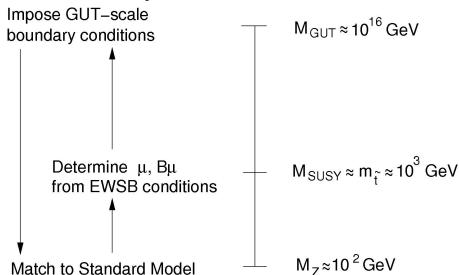 Impose GUT-scale
boundary conditions
M_GUT ≈ 10^16 GeV
Determine μ, Bμ
from EWSB conditions
M_SUSY ≈ m_t̃ ≈ 10^3 GeV
Match to Standard Model
M_Z ≈ 10^2 GeV